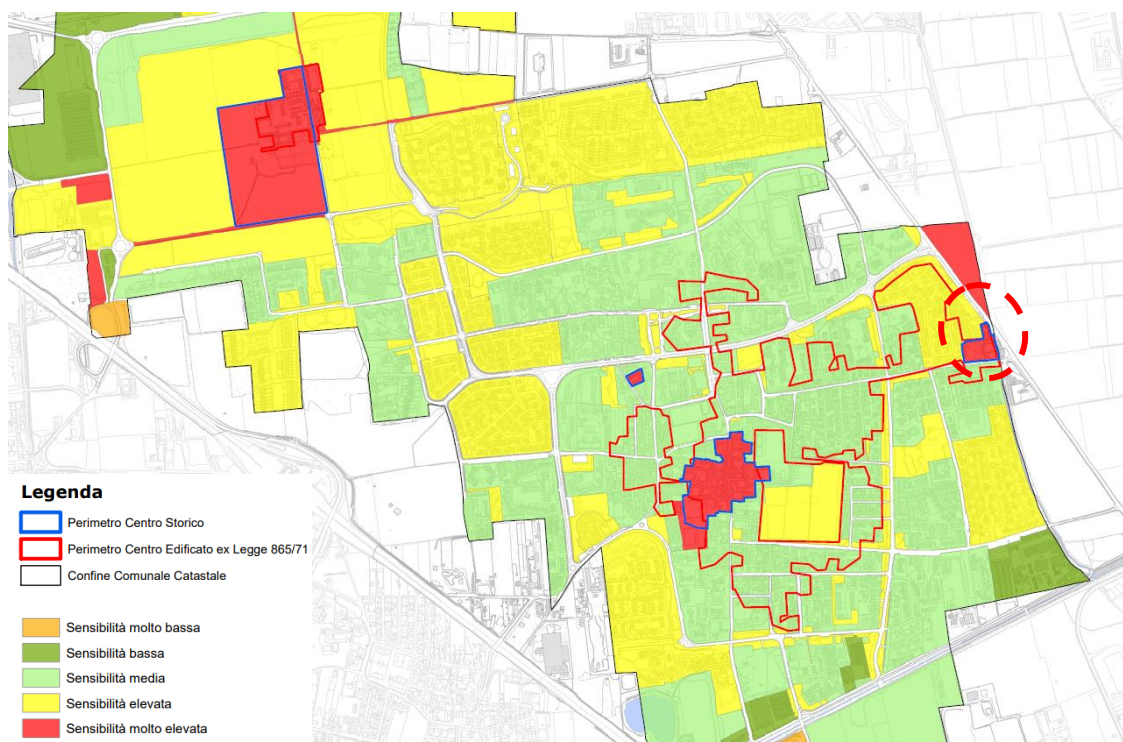 Legenda
Perimetro Centro Storico
Perimetro Centro Edificato ex Legge 865/71
Confine Comunale Catastale
Sensibilità molto bassa
Sensibilità bassa
Sensibilità media
Sensibilità elevata
Sensibilità molto elevata